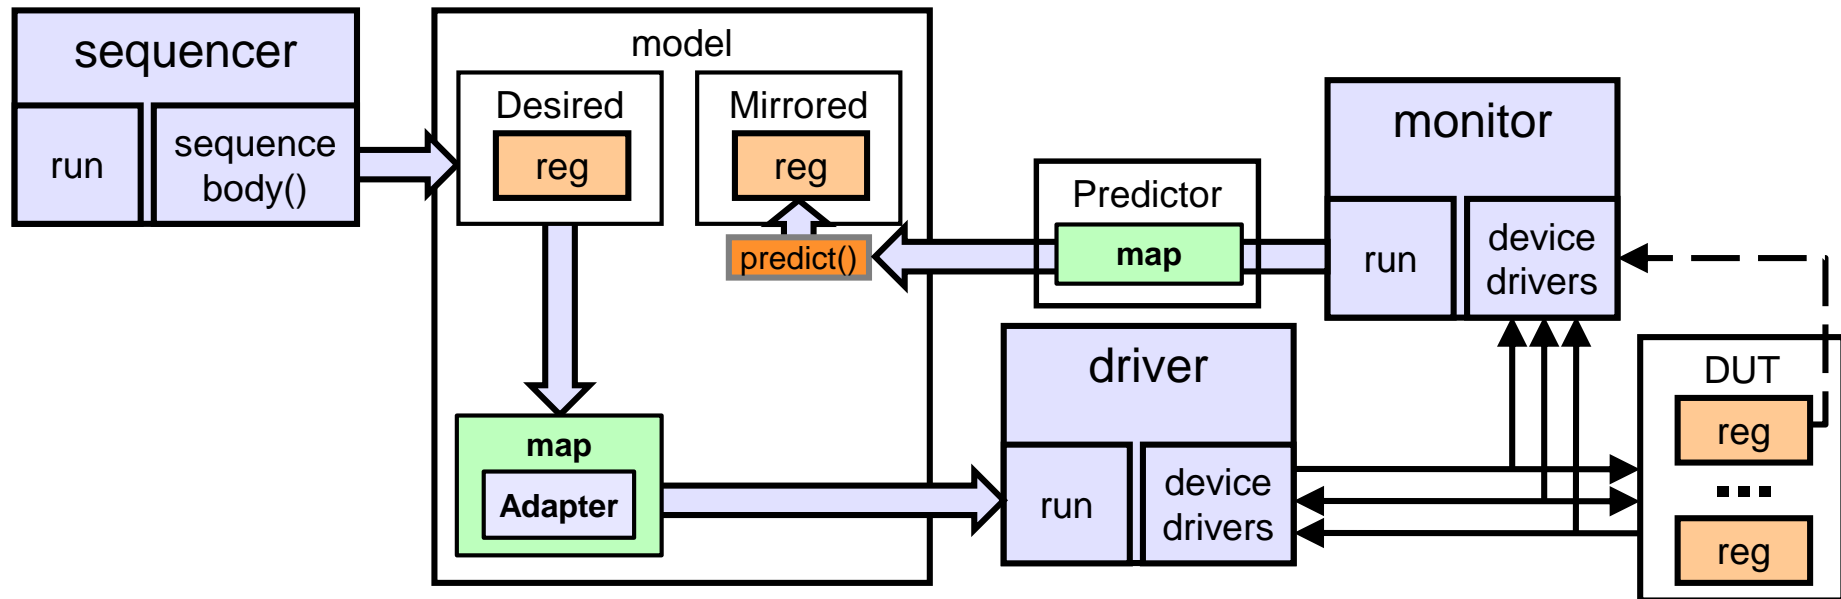 sequencer
run
sequence
body()
model
Desired
reg
Mirrored
reg
predict()
map
Adapter
Predictor
map
monitor
run
device
drivers
driver
run
device
drivers
DUT
reg
reg